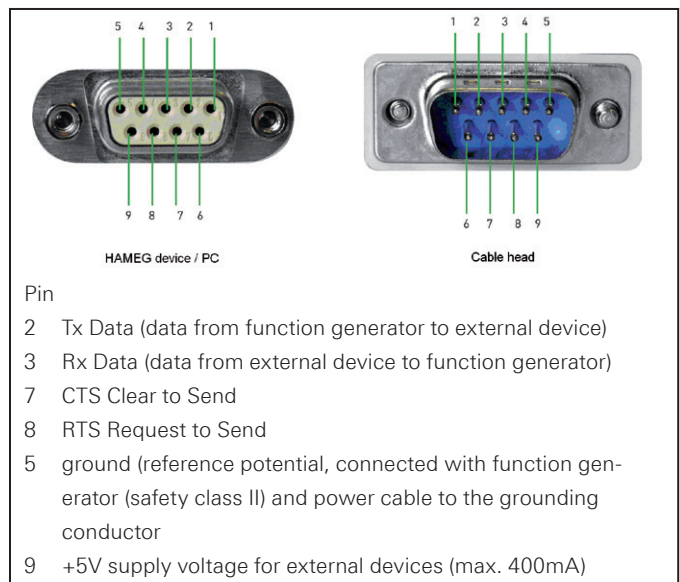 5 4 3 2 1
1 2 3 4 5
9 8 7 6
6 7 8 9
HAMEG device / PC
Cable head
Pin
2 Tx Data (data from function generator to external device)
3 Rx Data (data from external device to function generator)
7 CTS Clear to Send
8 RTS Request to Send
5 ground (reference potential, connected with function gen-
erator (safety class II) and power cable to the grounding
conductor
9 +5V supply voltage for external devices (max. 400mA)